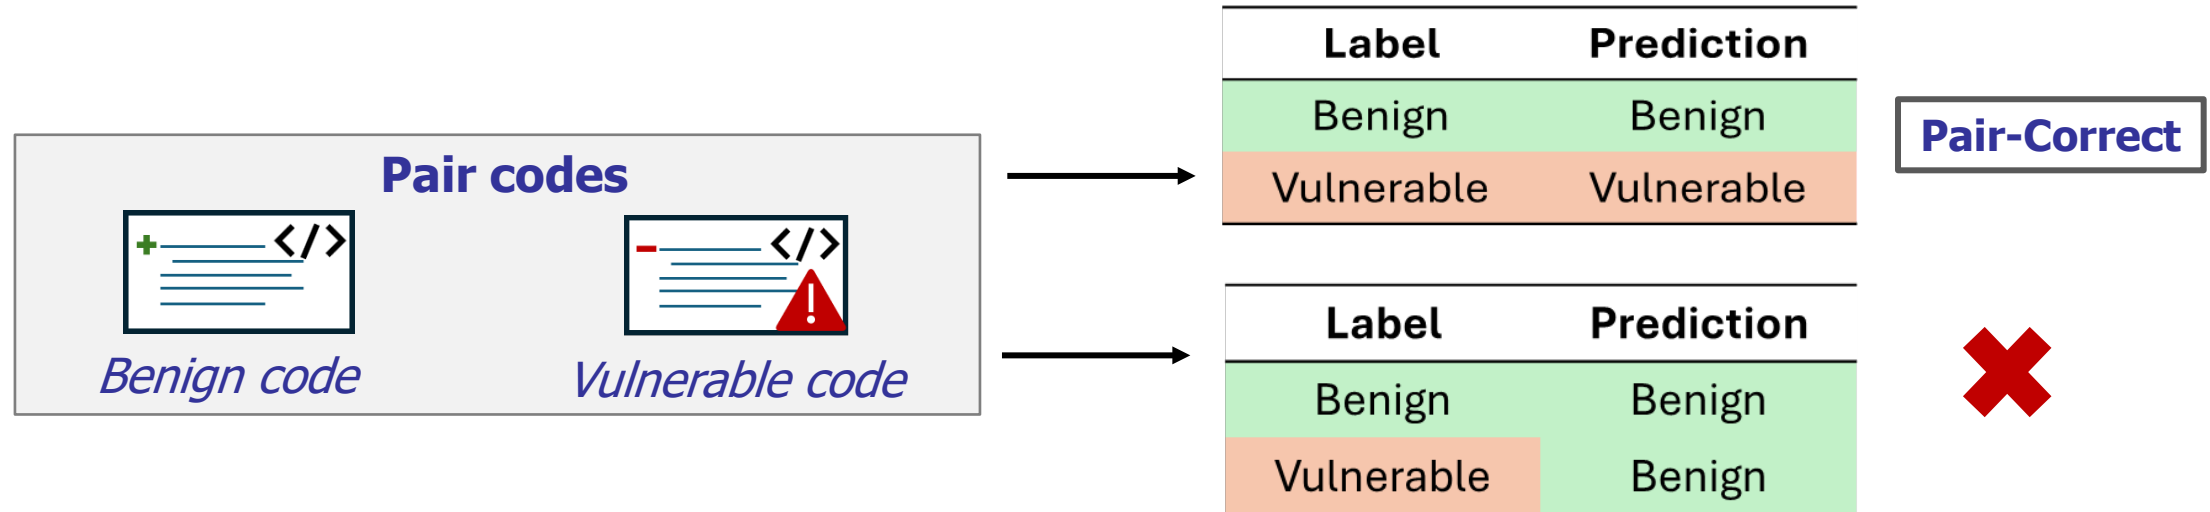 Pair codes
</>
</>
Benign code
Vulnerable code
Label Prediction
Benign Benign
Vulnerable Vulnerable
Pair-Correct
Label Prediction
Benign Benign
Vulnerable Benign